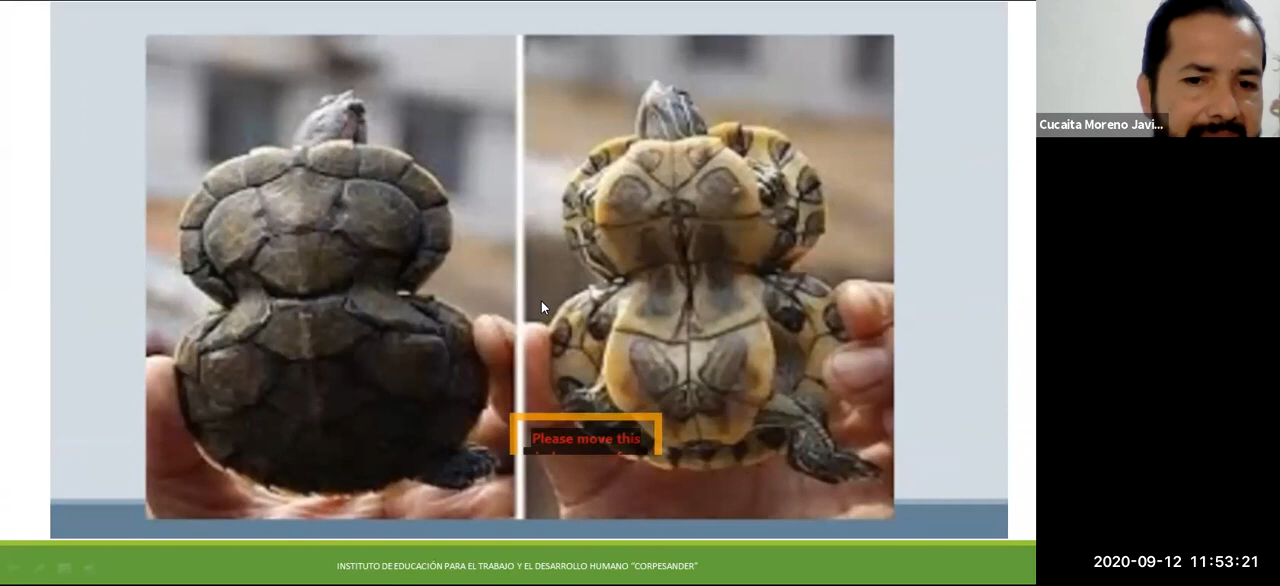 Cucaita Moreno Javi...
Please move this
INSTITUTO DE EDUCACIÓN PARA EL TRABAJO Y EL DESARROLLO HUMANO "CORPESANDER"
2020-09-12 11:53:21